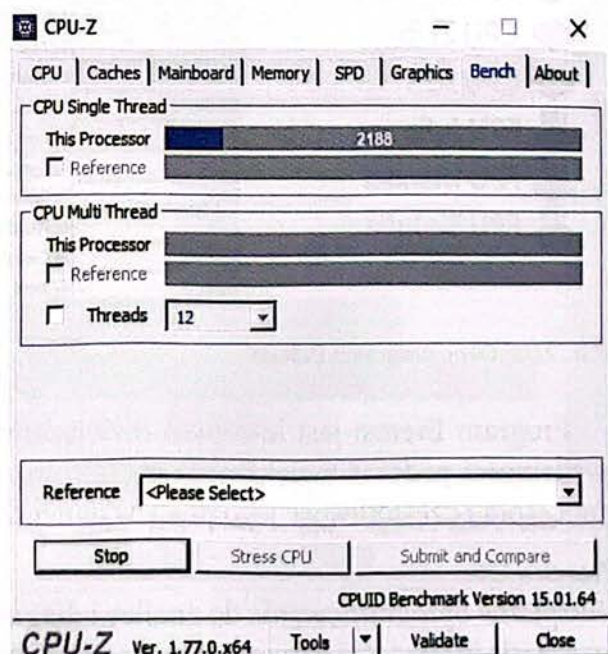 CPU-Z
CPU Caches Mainboard Memory SPD Graphics Bench About
CPU Single Thread
This Processor 2188
Reference
CPU Multi Thread
This Processor
Reference
Threads 12
Reference <Please Select>
Stop Stress CPU Submit and Compare
CPUID Benchmark Version 15.01.64
CPU-Z Ver. 1.77.0.x64 Tools Validate Close